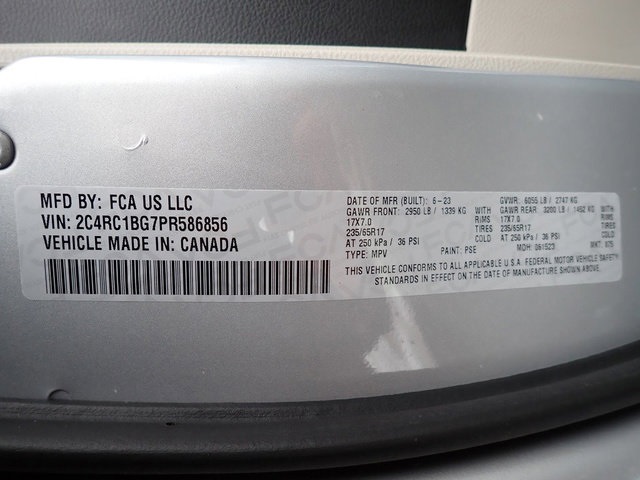 MFD BY: FCA US LLC
VIN: 2C4RC1BG7PR586856
VEHICLE MADE IN: CANADA
DATE OF MFR (BUILT): 6-23 GVWR: 6055 LB / 2747 KG
GAWR FRONT: 2950 LB / 1339 KG WITH GAWR REAR: 3200 LB / 1452 KG WITH
17X7.0 RIMS 17X7.0 RIMS
235/65R17 TIRES 235/65R17 TIRES
AT 250 kPa / 36 PSI COLD AT 250 kPa / 36 PSI COLD
TYPE: MPV PAINT: PSE MDH: 061523
THIS VEHICLE CONFORMS TO ALL APPLICABLE U.S.A. FEDERAL MOTOR VEHICLE SAFETY
STANDARDS IN EFFECT ON THE DATE OF MANUFACTURE SHOWN ABOVE.